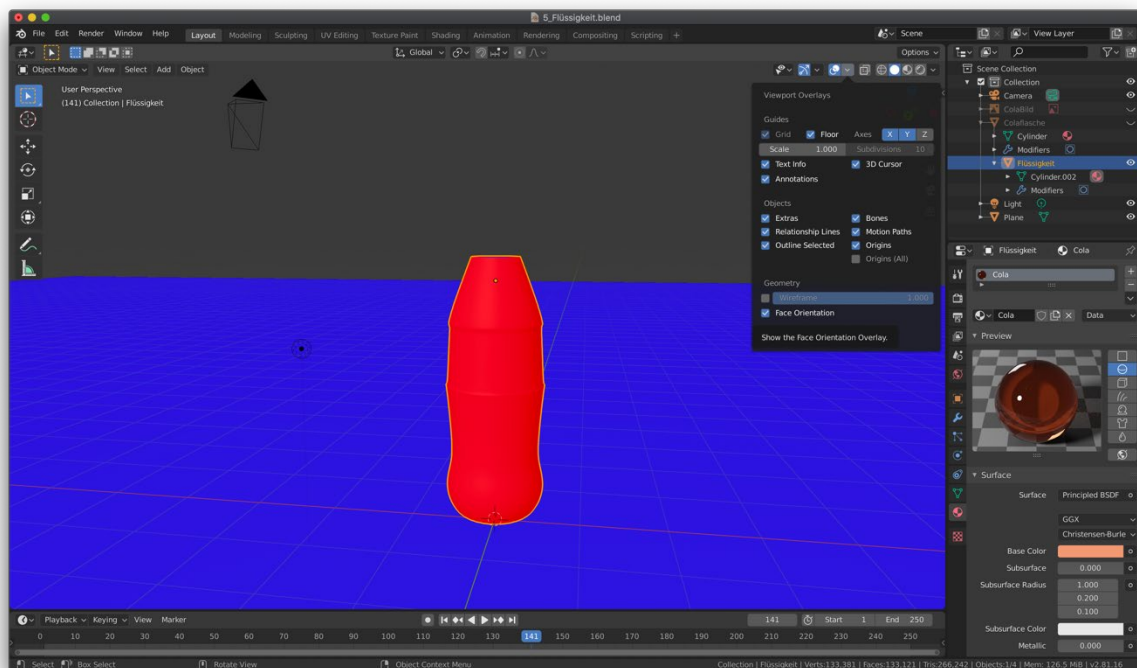 5_Flüssigkeit.blend
File Edit Render Window Help Layout Modeling Sculpting UV Editing Texture Paint Shading Animation Rendering Compositing Scripting + Scene View Layer
Global Options
Object Mode View Select Add Object
User Perspective
(141) Collection | Flüssigkeit
Viewport Overlays
Guides
Grid Floor Axes X Y Z
Scale 1.000 Subdivisions 10
Text Info 3D Cursor
Annotations
Objects
Extras Bones
Relationship Lines Motion Paths
Outline Selected Origins
Origins (All)
Geometry
Wireframe 1.000
Face Orientation
Show the Face Orientation Overlay.
Scene Collection
Collection
Camera
ColaBild
Colaflasche
Cylinder
Modifiers
Flüssigkeit
Cylinder.002
Modifiers
Light
Plane
Flüssigkeit Cola
Cola
Cola Data
Preview
Surface
Surface Principled BSDF
GGX
Christensen-Burle
Base Color
Subsurface 0.000
Subsurface Radius 1.000
0.200
0.100
Subsurface Color
Metallic 0.000
Playback Keying View Marker 141 Start 1 End 250
0 10 20 30 40 50 60 70 80 90 100 110 120 130 141 150 160 170 180 190 200 210 220 230 240 250
Select Box Select Rotate View Object Context Menu Collection | Flüssigkeit | Verts:133.381 | Faces:133.121 | Tris:266.242 | Objects:1/4 | Mem: 126.5 MB | v2.81.16